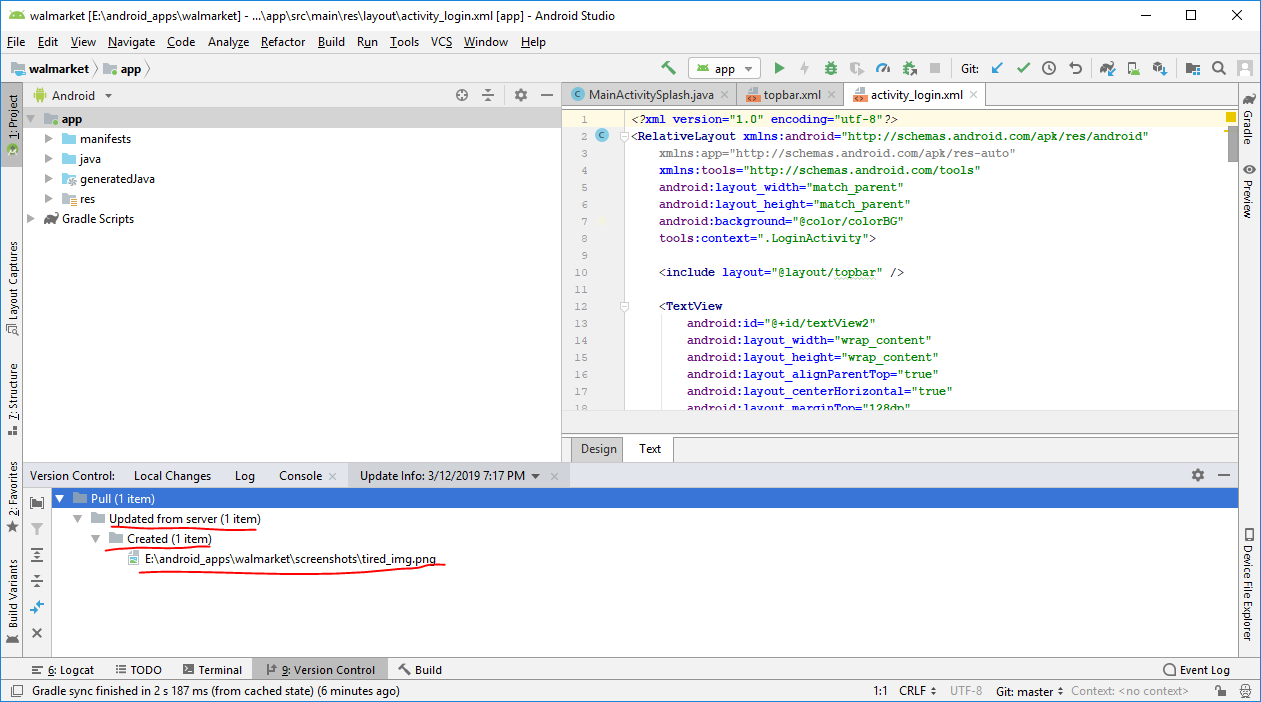 walmarket [E:\android_apps\walmarket] - ...\app\src\main\res\layout\activity_login.xml [app] - Android Studio
File Edit View Navigate Code Analyze Refactor Build Run Tools VCS Window Help
walmarket app app Git:
1: Project
Layout Captures
7: Structure
2: Favorites
Build Variants
Android
app
manifests
java
generatedJava
res
Gradle Scripts
MainActivitySplash.java topbar.xml activity_login.xml
1 <?xml version="1.0" encoding="utf-8"?>
2 <RelativeLayout xmlns:android="http://schemas.android.com/apk/res/android"
3 xmlns:app="http://schemas.android.com/apk/res-auto"
4 xmlns:tools="http://schemas.android.com/tools"
5 android:layout_width="match_parent"
6 android:layout_height="match_parent"
7 android:background="@color/colorBG"
8 tools:context=".LoginActivity">
9
10 <include layout="@layout/topbar" />
11
12 <TextView
13 android:id="@+id/textView2"
14 android:layout_width="wrap_content"
15 android:layout_height="wrap_content"
16 android:layout_alignParentTop="true"
17 android:layout_centerHorizontal="true"
18 android:layout_marginTop="128dp"
Design Text
Gradle
Preview
Device File Explorer
Version Control: Local Changes Log Console Update Info: 3/12/2019 7:17 PM
Pull (1 item)
Updated from server (1 item)
Created (1 item)
E:\android_apps\walmarket\screenshots\tired_img.png
6: Logcat TODO Terminal 9: Version Control Build Event Log
Gradle sync finished in 2 s 187 ms (from cached state) (6 minutes ago) 1:1 CRLF UTF-8 Git: master Context: <no context>